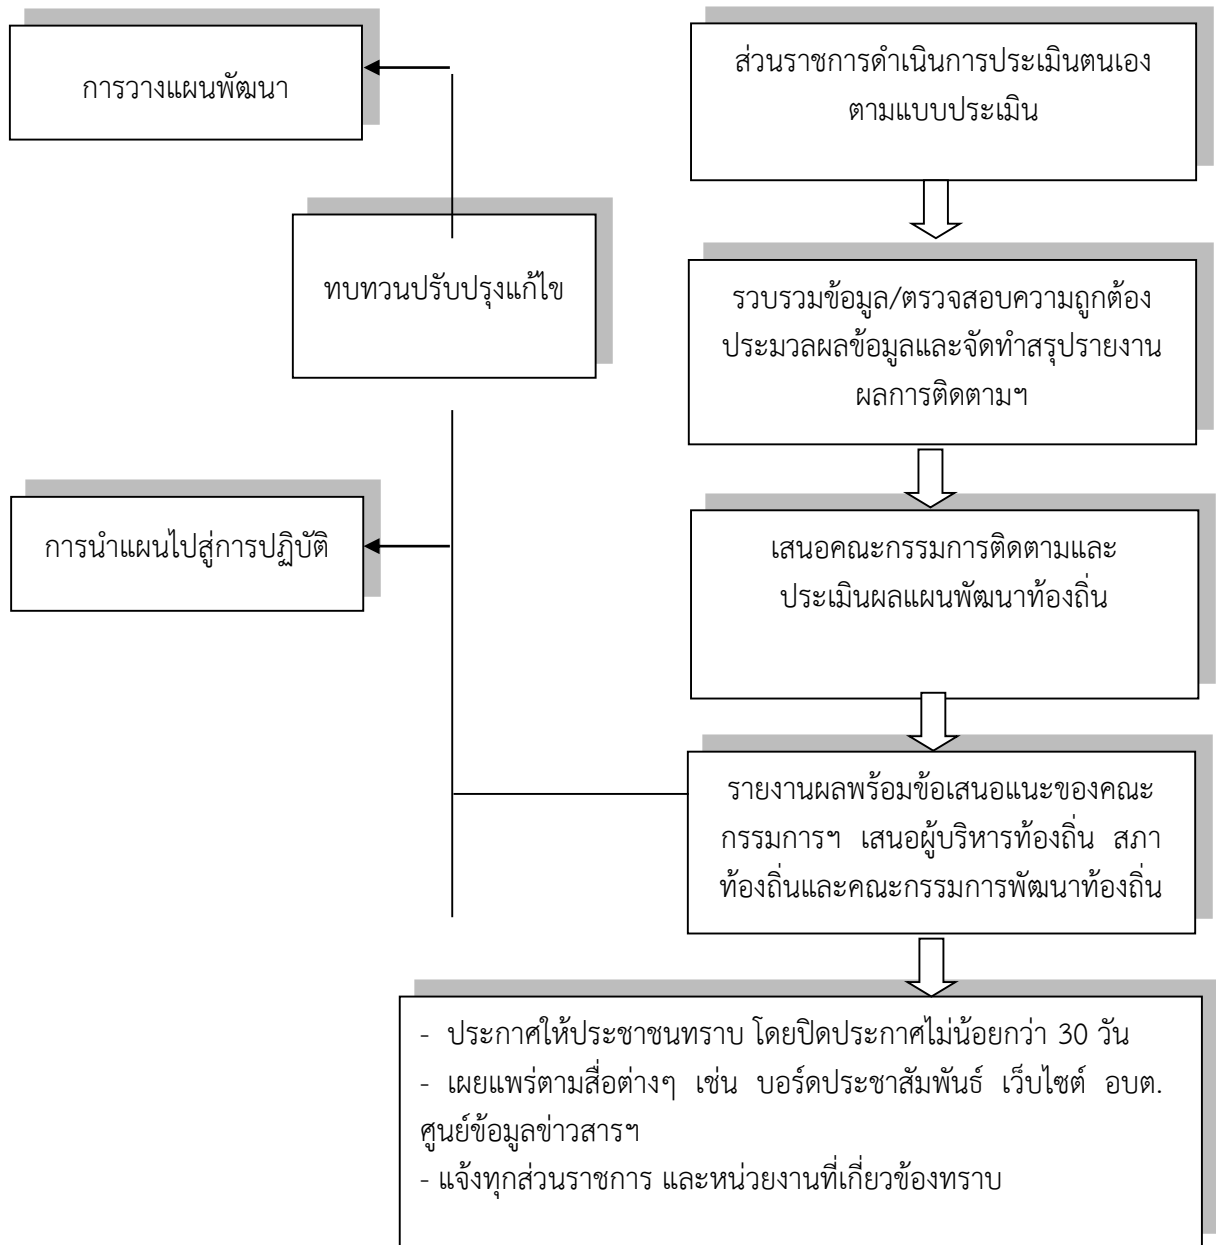 การวางแผนพัฒนา
ส่วนราชการดำเนินการประเมินตนเอง
ตามแบบประเมิน
ทบทวนปรับปรุงแก้ไข
รวบรวมข้อมูล/ตรวจสอบความถูกต้อง
ประมวลผลข้อมูลและจัดทำสรุปรายงาน
ผลการติดตามฯ
การนำแผนไปสู่การปฏิบัติ
เสนอคณะกรรมการติดตามและ
ประเมินผลแผนพัฒนาท้องถิ่น
รายงานผลพร้อมข้อเสนอแนะของคณะ
กรรมการฯ เสนอผู้บริหารท้องถิ่น สภา
ท้องถิ่นและคณะกรรมการพัฒนาท้องถิ่น
- ประกาศให้ประชาชนทราบ โดยปิดประกาศไม่น้อยกว่า 30 วัน
- เผยแพร่ตามสื่อต่างๆ เช่น บอร์ดประชาสัมพันธ์ เว็บไซต์ อบต.
ศูนย์ข้อมูลข่าวสารฯ
- แจ้งทุกส่วนราชการ และหน่วยงานที่เกี่ยวข้องทราบ